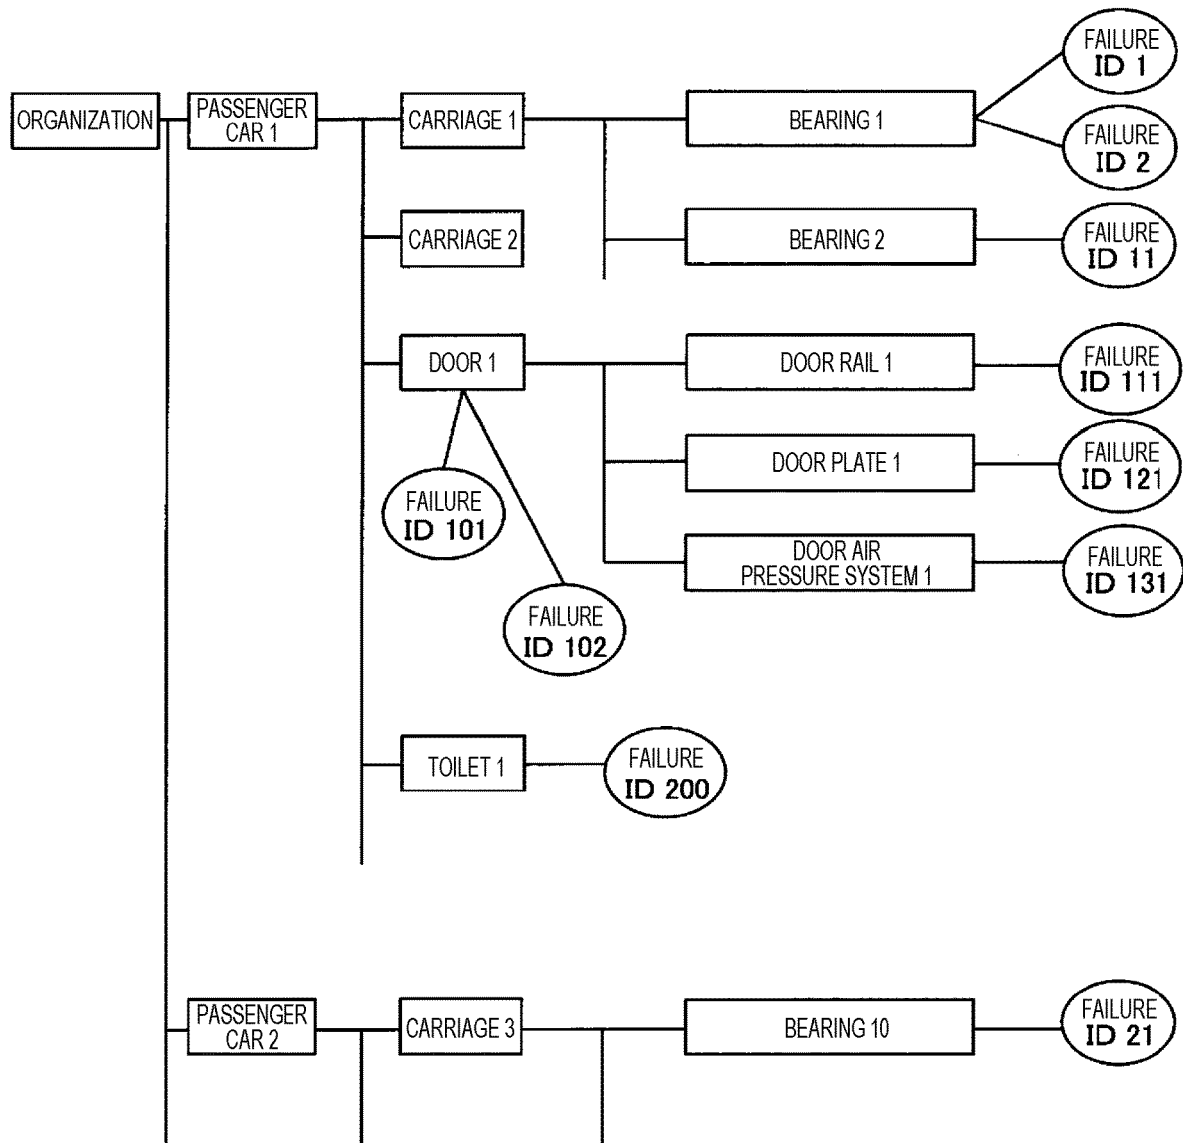 FAILURE
ID 1
ORGANIZATION
PASSENGER
CAR 1
CARRIAGE 1
BEARING 1
FAILURE
ID 2
CARRIAGE 2
BEARING 2
FAILURE
ID 11
DOOR 1
DOOR RAIL 1
FAILURE
ID 111
DOOR PLATE 1
FAILURE
ID 121
FAILURE
ID 101
DOOR AIR
PRESSURE SYSTEM 1
FAILURE
ID 131
FAILURE
ID 102
TOILET 1
FAILURE
ID 200
PASSENGER
CAR 2
CARRIAGE 3
BEARING 10
FAILURE
ID 21